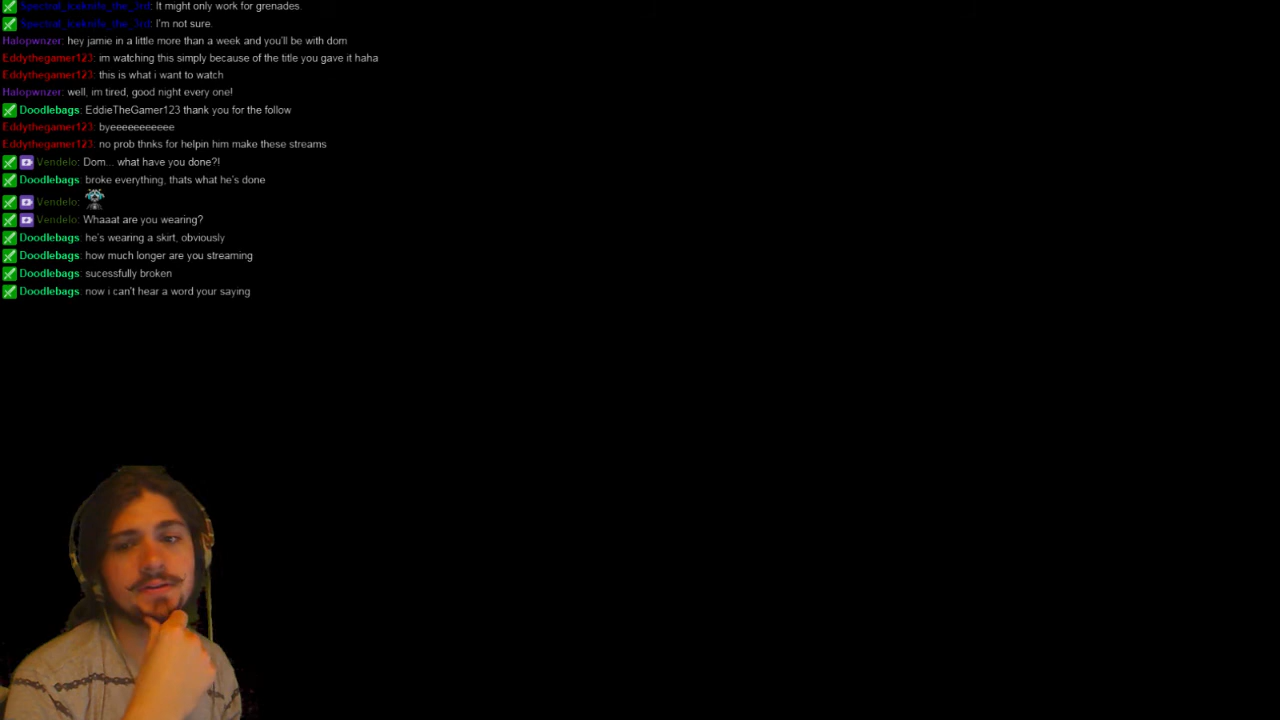 Spectral_Iceknife_the_3rd: It might only work for grenades.
Spectral_Iceknife_the_3rd: I'm not sure.
Halopwnzer: hey jamie in a little more than a week and you'll be with dom
Eddythegamer123: im watching this simply because of the title you gave it haha
Eddythegamer123: this is what i want to watch
Halopwnzer: well, im tired, good night every one!
Doodlebags: EddieTheGamer123 thank you for the follow
Eddythegamer123: byeeeeeeeeeee
Eddythegamer123: no prob thnks for helpin him make these streams
Vendelo: Dom... what have you done?!
Doodlebags: broke everything, thats what he's done
Vendelo:
Vendelo: Whaaat are you wearing?
Doodlebags: he's wearing a skirt, obviously
Doodlebags: how much longer are you streaming
Doodlebags: sucessfully broken
Doodlebags: now i can't hear a word your saying